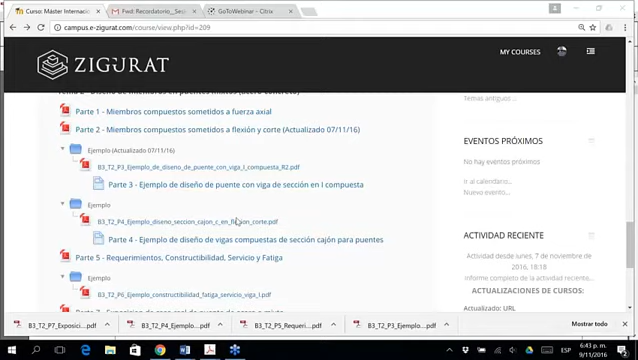 Curso: Máster Internaci
Fwd: Recordatorio_Sesi
GoToWebinar - Citrix
campus.e-zigurat.com/course/view.php?id=209
ZIGURAT
MY COURSES
Parte 1 - Miembros compuestos sometidos a fuerza axial
Parte 2 - Miembros compuestos sometidos a flexión y corte (Actualizado 07/11/16)
Ejemplo (Actualizado 07/11/16)
B3_T2_P3_Ejemplo_de_diseño_de_puente_con_viga_I_compuesta_R2.pdf
Parte 3 - Ejemplo de diseño de puente con viga de sección en I compuesta
Ejemplo
B3_T2_P4_Ejemplo_diseno_seccion_cajon_c_en_flexion_corte.pdf
Parte 4 - Ejemplo de diseño de vigas compuestas de sección cajón para puentes
Parte 5 - Requerimientos, Constructibilidad, Servicio y Fatiga
Ejemplo
B3_T2_P6_Ejemplo_constructibilidad_fatiga_servicio_viga_I.pdf
Temas antiguos ...
EVENTOS PRÓXIMOS
No hay eventos próximos
Ir al calendario...
Nuevo evento...
ACTIVIDAD RECIENTE
Actividad desde lunes, 7 de noviembre de 2016, 18:18
Informe completo de la actividad reciente...
ACTUALIZACIONES DE CURSOS:
Actualizado: URL
B3_T2_P7_Exposici....pdf
B3_T2_P4_Ejemplo....pdf
B3_T2_P5_Requeri....pdf
B3_T2_P3_Ejemplo....pdf
Mostrar todo
ESP
6:43 p. m.
9/11/2016